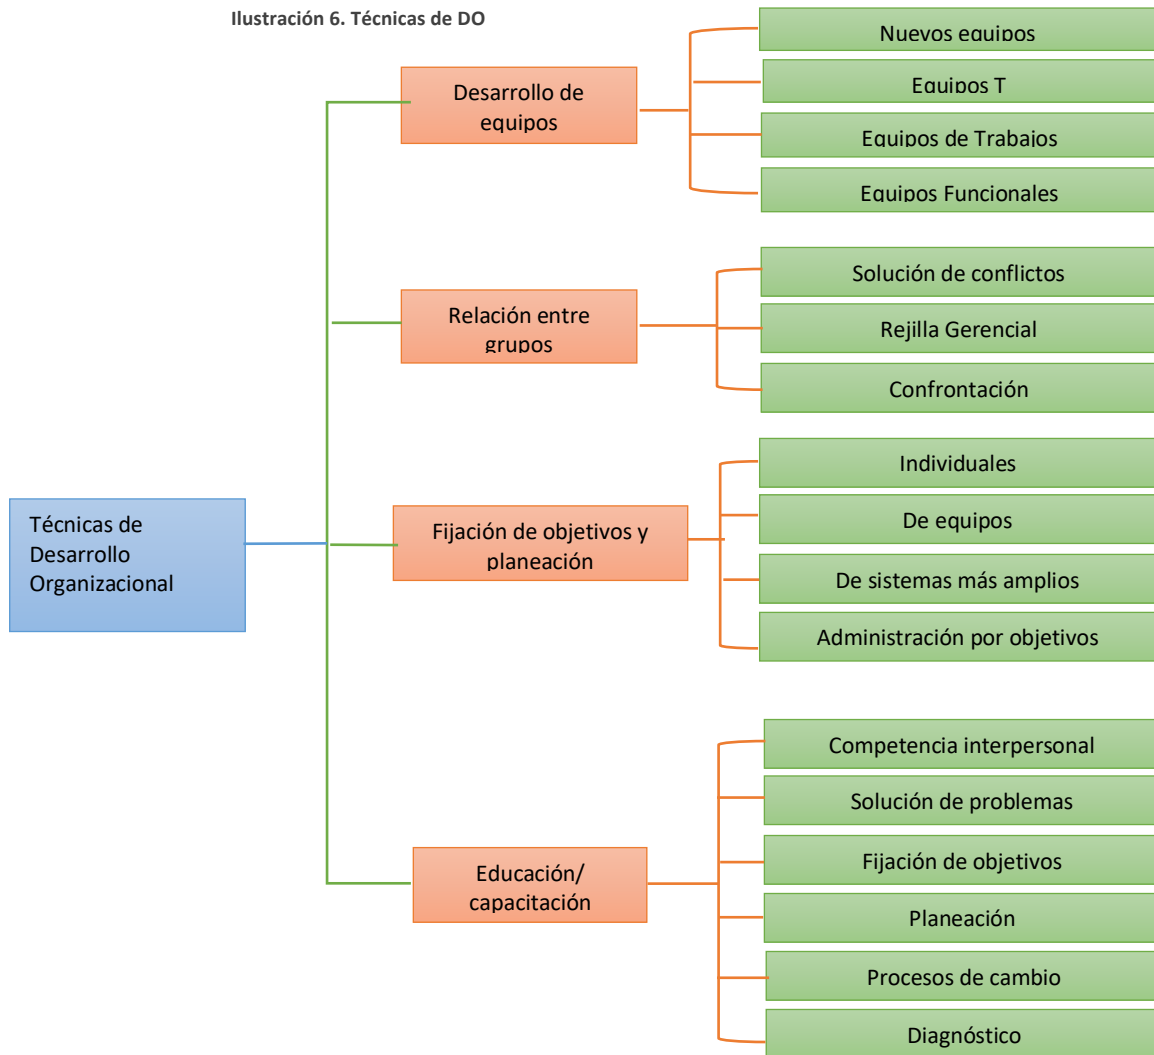 Ilustración 6. Técnicas de DO
Técnicas de
Desarrollo
Organizacional
Desarrollo de
equipos
Nuevos equipos
Equipos T
Equipos de Trabajos
Equipos Funcionales
Relación entre
grupos
Solución de conflictos
Rejilla Gerencial
Confrontación
Fijación de objetivos y
planeación
Individuales
De equipos
De sistemas más amplios
Administración por objetivos
Educación/
capacitación
Competencia interpersonal
Solución de problemas
Fijación de objetivos
Planeación
Procesos de cambio
Diagnóstico